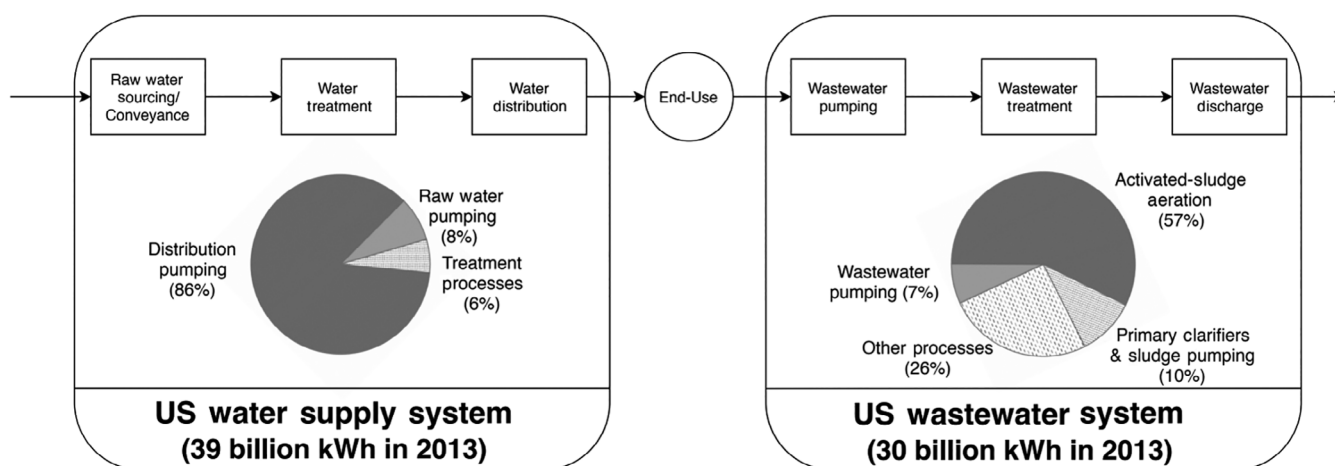 Raw water
sourcing/
Conveyance
Water
treatment
Water
distribution
End-Use
Wastewater
pumping
Wastewater
treatment
Wastewater
discharge
Distribution
pumping
(86%)
Raw water
pumping
(8%)
Treatment
processes
(6%)
Activated-sludge
aeration
(57%)
Wastewater
pumping (7%)
Other processes
(26%)
Primary clarifiers
& sludge pumping
(10%)
US water supply system
(39 billion kWh in 2013)
US wastewater system
(30 billion kWh in 2013)